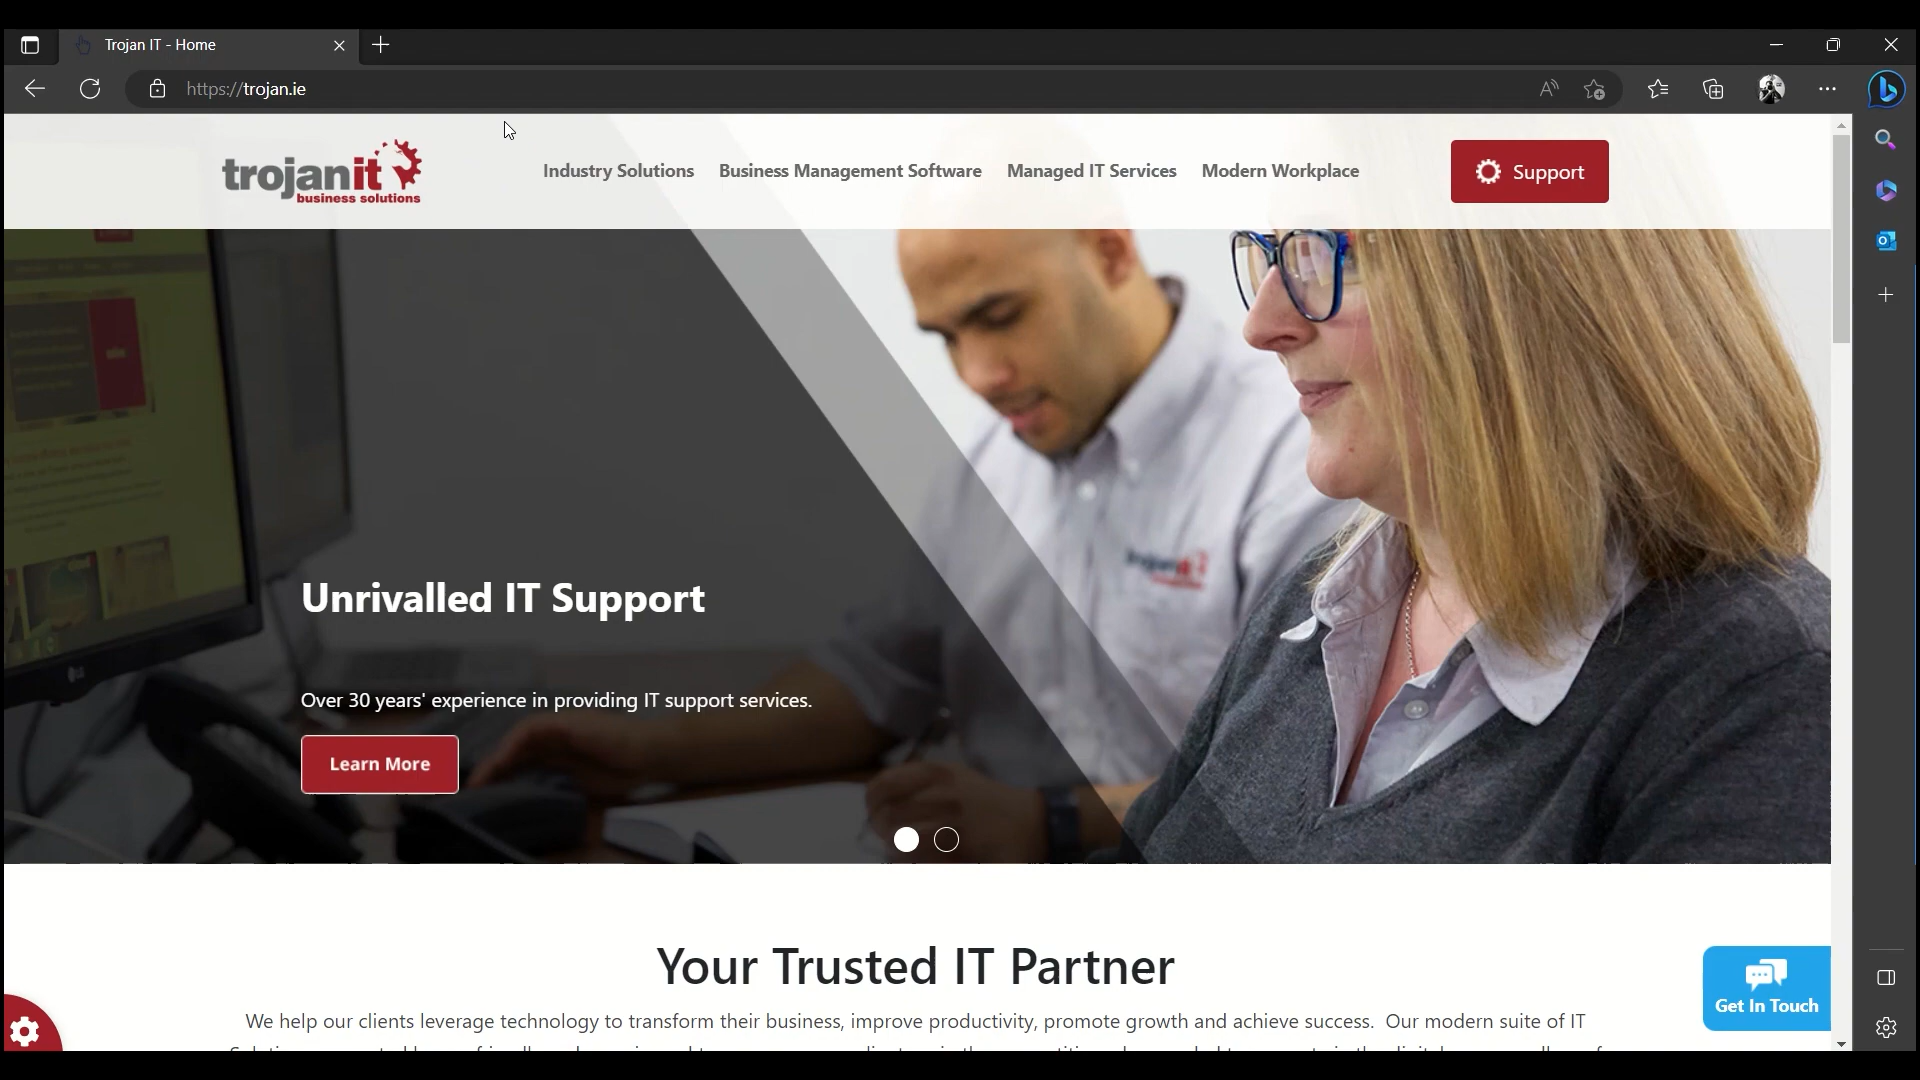 Trojan IT - Home
https://trojan.ie
trojanit
business solutions
Industry Solutions
Business Management Software
Managed IT Services
Modern Workplace
Support
Unrivalled IT Support
Over 30 years' experience in providing IT support services.
Learn More
Your Trusted IT Partner
We help our clients leverage technology to transform their business, improve productivity, promote growth and achieve success. Our modern suite of IT
Get In Touch